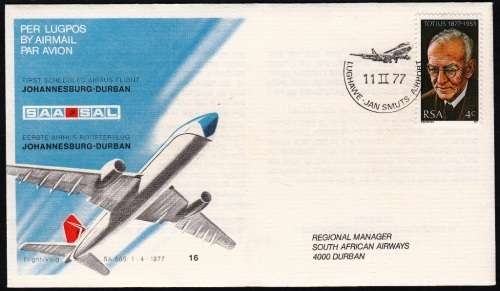 PER LUGPOS
BY AIRMAIL
PAR AVION
FIRST SCHEDULED AIRBUS FLIGHT
JOHANNESBURG-DURBAN
SAA SAL
EERSTE AIRBUS ROOSTERVLUG
JOHANNESBURG-DURBAN
Flight/Vlug SA 565 1-4-1977
16
LUGHAWE-JAN SMUTS AIRPORT
11 II 77
TOTIUS 1877-1953
RSA 4c
REGIONAL MANAGER
SOUTH AFRICAN AIRWAYS
4000 DURBAN